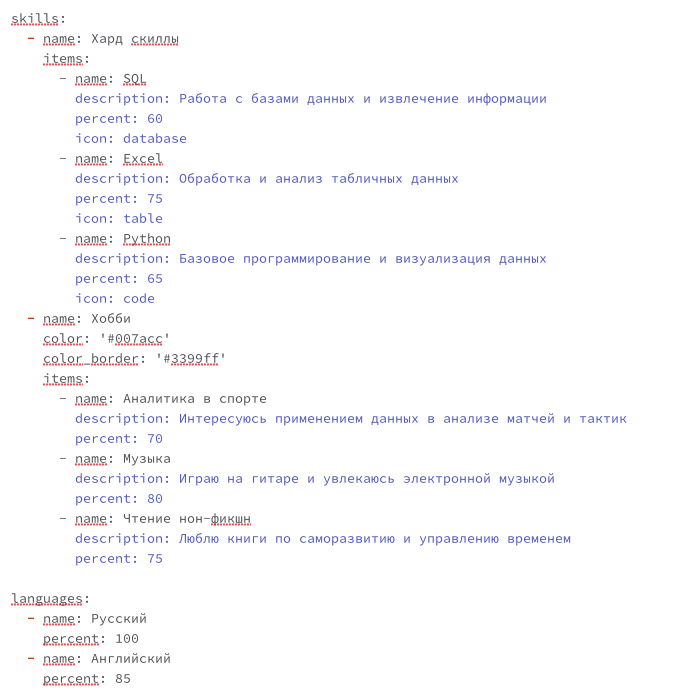 skills:
- name: Хард скиллы
items:
- name: SQL
description: Работа с базами данных и извлечение информации
percent: 60
icon: database
- name: Excel
description: Обработка и анализ табличных данных
percent: 75
icon: table
- name: Python
description: Базовое программирование и визуализация данных
percent: 65
icon: code
- name: Хобби
color: '#007acc'
color_border: '#3399ff'
items:
- name: Аналитика в спорте
description: Интересуюсь применением данных в анализе матчей и тактик
percent: 70
- name: Музыка
description: Играю на гитаре и увлекаюсь электронной музыкой
percent: 80
- name: Чтение нон-фикшн
description: Люблю книги по саморазвитию и управлению временем
percent: 75
languages:
- name: Русский
percent: 100
- name: Английский
percent: 85